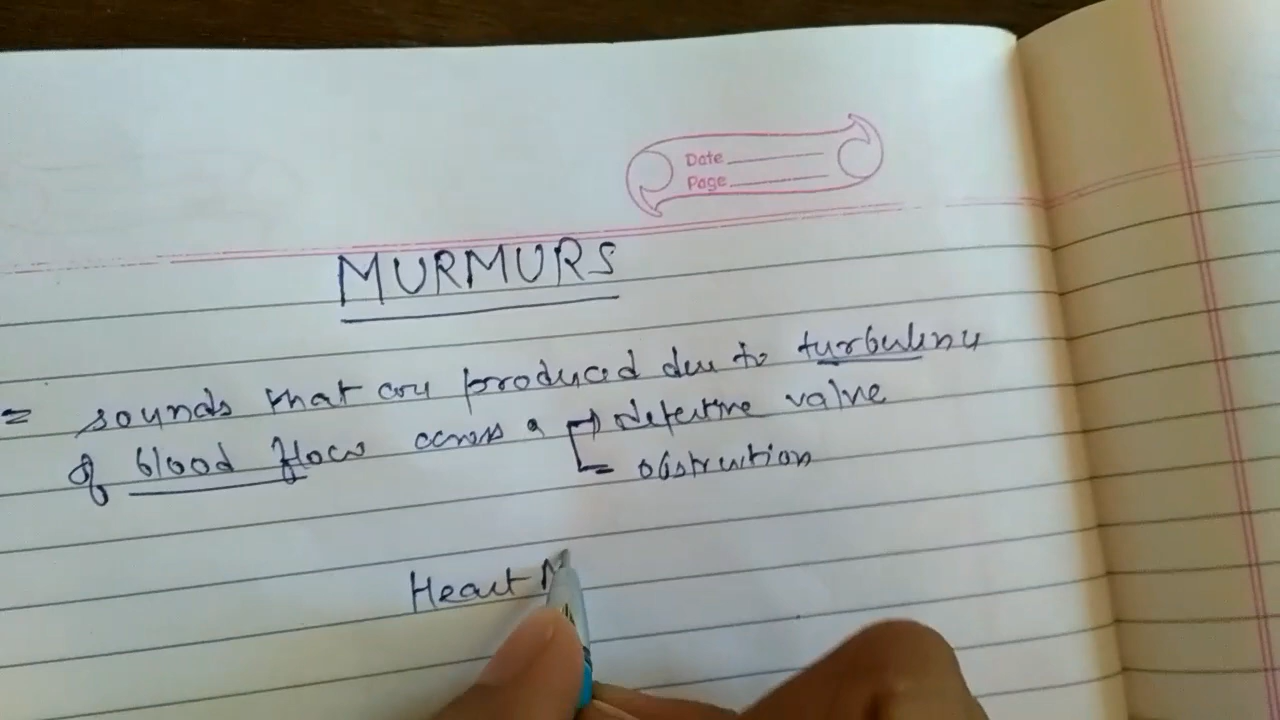 Date
Page
MURMURS
= sounds that are produced due to turbulence
of blood flow across a → defective valve
= obstruction
Heart M